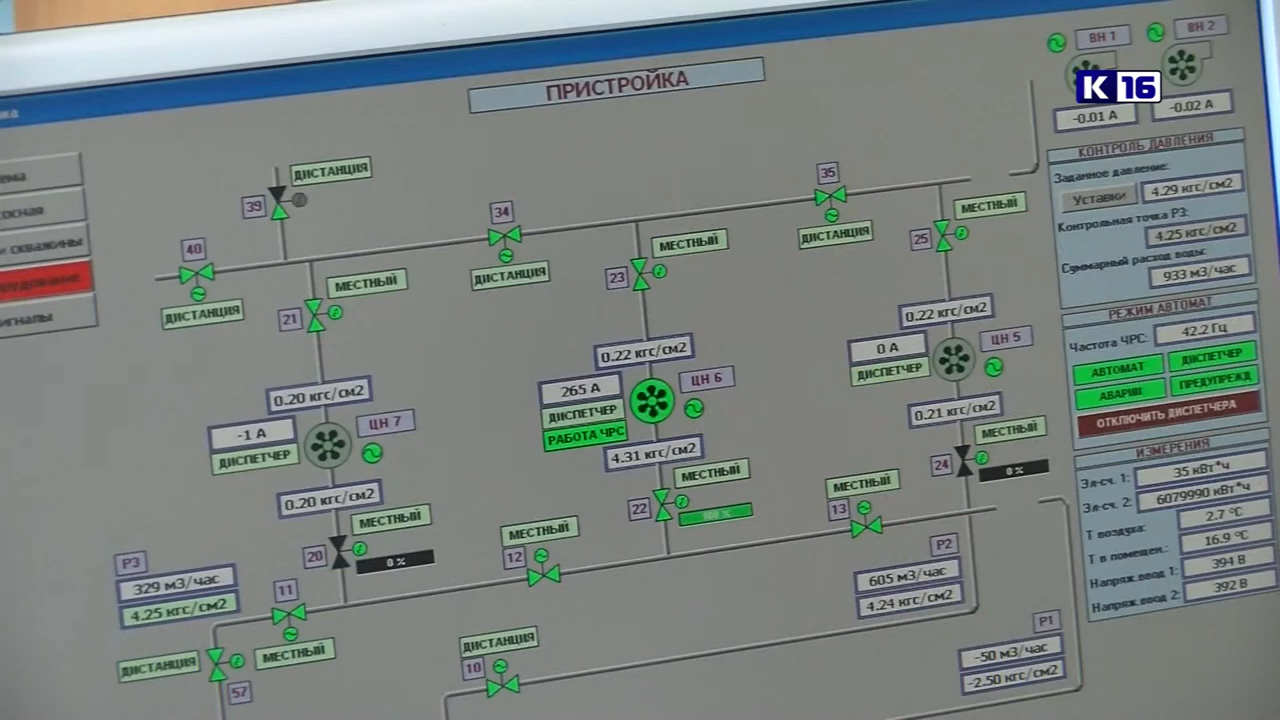 ПРИСТРОЙКА
ВН 1
ВН 2
K 16
-0.01 А
-0.02 А
КОНТРОЛЬ ДАВЛЕНИЯ
Заданное давление:
Уставки
4.29 кгс/см2
Контрольная точка Р3:
4.25 кгс/см2
Суммарный расход воды:
933 м3/час
РЕЖИМ АВТОМАТ
Частота ЧРС:
42.2 Гц
АВТОМАТ
ДИСПЕТЧЕР
АВАРИИ
ПРЕДУПРЕЖД
ОТКЛЮЧИТЬ ДИСПЕТЧЕРА
ИЗМЕРЕНИЯ
Эл-сч. 1:
35 кВт*ч
Эл-сч. 2:
6079990 кВт*ч
Т воздуха:
2.7 °С
Т в помещен.:
16.9 °С
Напряж.ввод 1:
394 В
Напряж.ввод 2:
392 В
скважины
39
ДИСТАНЦИЯ
40
ДИСТАНЦИЯ
34
ДИСТАНЦИЯ
35
ДИСТАНЦИЯ
21
МЕСТНЫЙ
23
МЕСТНЫЙ
25
МЕСТНЫЙ
0.20 кгс/см2
-1 А
ДИСПЕТЧЕР
ЦН 7
0.20 кгс/см2
0.22 кгс/см2
265 А
ДИСПЕТЧЕР
РАБОТА ЧРС
ЦН 6
4.31 кгс/см2
0.22 кгс/см2
0 А
ДИСПЕТЧЕР
ЦН 5
0.21 кгс/см2
МЕСТНЫЙ
20
0 %
МЕСТНЫЙ
22
МЕСТНЫЙ
24
0 %
МЕСТНЫЙ
12
МЕСТНЫЙ
13
Р3
329 м3/час
4.25 кгс/см2
11
МЕСТНЫЙ
ДИСТАНЦИЯ
57
ДИСТАНЦИЯ
10
Р2
605 м3/час
4.24 кгс/см2
Р1
-50 м3/час
-2.50 кгс/см2